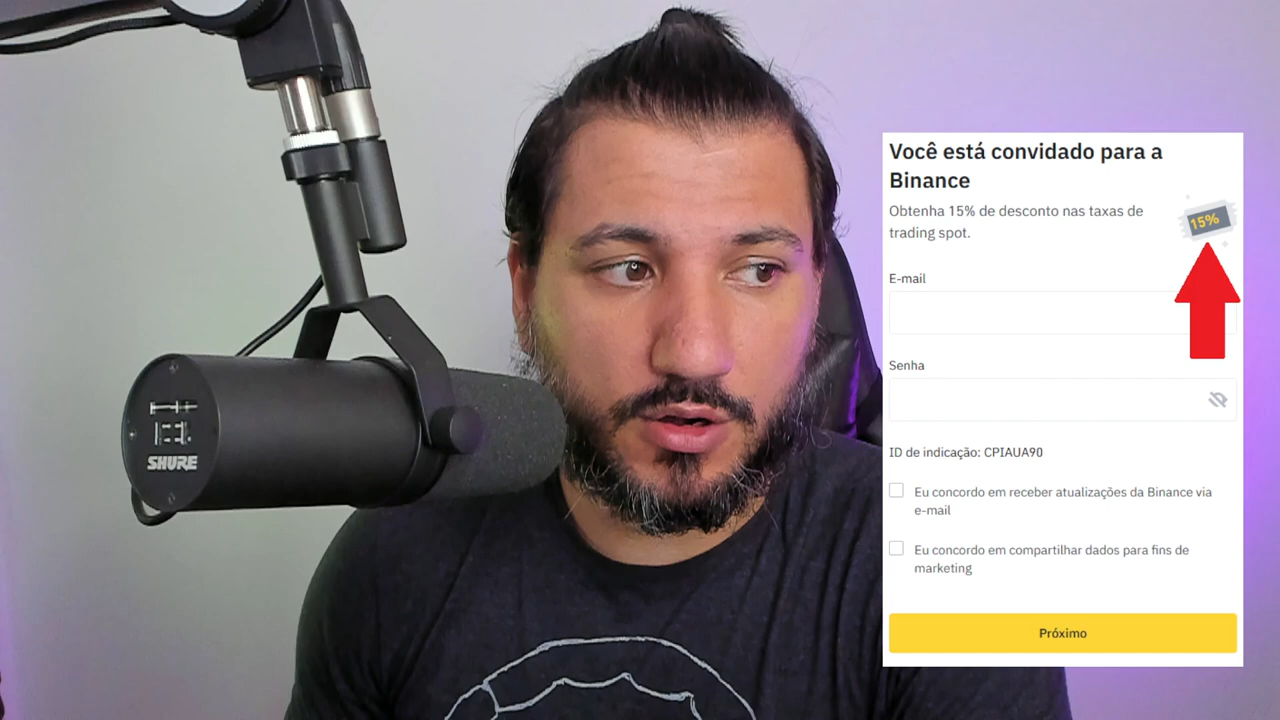 SHURE
Você está convidado para a
Binance
Obtenha 15% de desconto nas taxas de
trading spot.
15%
E-mail
Senha
ID de indicação: CPIAUA90
Eu concordo em receber atualizações da Binance via
e-mail
Eu concordo em compartilhar dados para fins de
marketing
Próximo